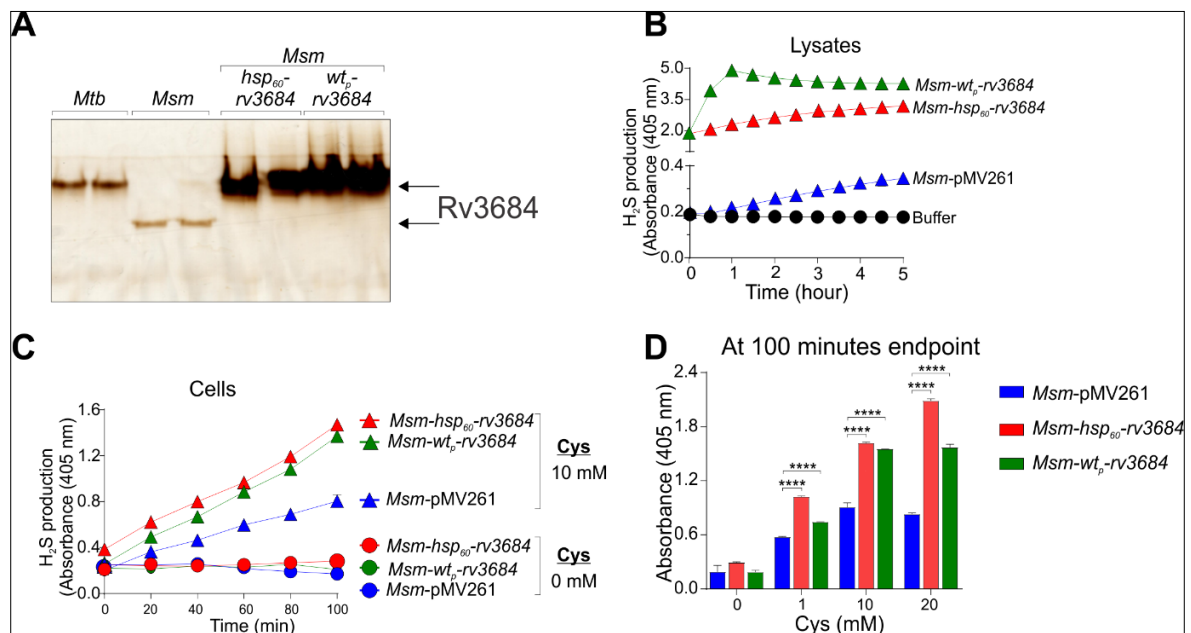 A
Msm
hsp60- wtp-
Mtb Msm rv3684 rv3684
Rv3684
B
Lysates
H2S production
(Absorbance (405 nm)
5.0
3.5
2.0
0.4
0.2
0.0
Msm-wtp-rv3684
Msm-hsp60-rv3684
Msm-pMV261
Buffer
0 1 2 3 4 5
Time (hour)
C
Cells
H2S production
(Absorbance (405 nm)
1.6
1.2
0.8
0.4
0.0
Msm-hsp60-rv3684
Msm-wtp-rv3684
Msm-pMV261
Cys
10 mM
Msm-hsp60-rv3684
Msm-wtp-rv3684
Msm-pMV261
Cys
0 mM
0 20 40 60 80 100
Time (min)
D
At 100 minutes endpoint
Absorbance (405 nm)
2.4
1.8
1.2
0.6
0.0
**** ****
**** ****
**** ****
0 1 10 20
Cys (mM)
Msm-pMV261
Msm-hsp60-rv3684
Msm-wtp-rv3684